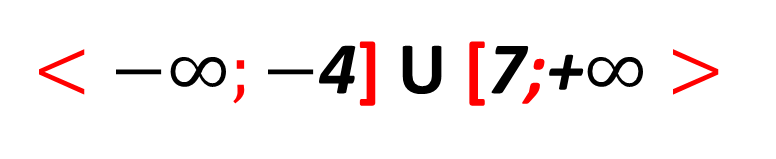 < −∞; −4] U [7;+∞ >